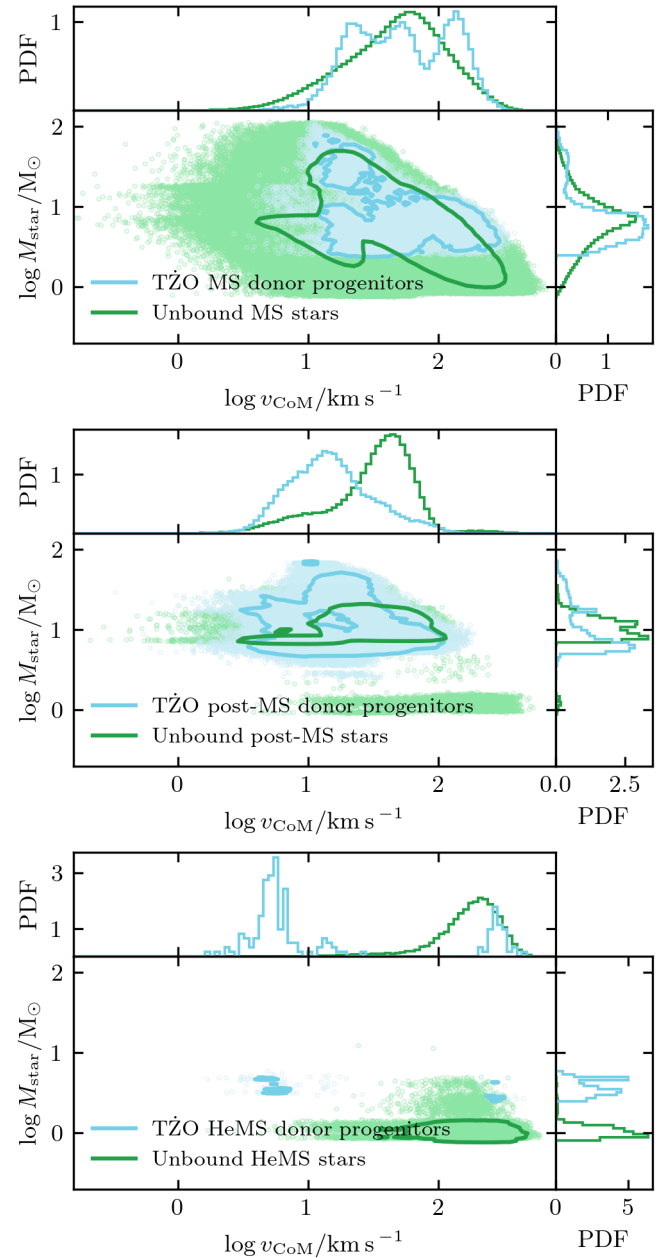 1
PDF
2
1
0
log M_star/M⊙
TŻO MS donor progenitors
Unbound MS stars
0 1 2
0 1
log v_CoM/km s⁻¹
PDF
1
PDF
2
1
0
log M_star/M⊙
TŻO post-MS donor progenitors
Unbound post-MS stars
0 1 2
0.0 2.5
log v_CoM/km s⁻¹
PDF
3
1
PDF
2
1
0
log M_star/M⊙
TŻO HeMS donor progenitors
Unbound HeMS stars
0 1 2
0 5
log v_CoM/km s⁻¹
PDF